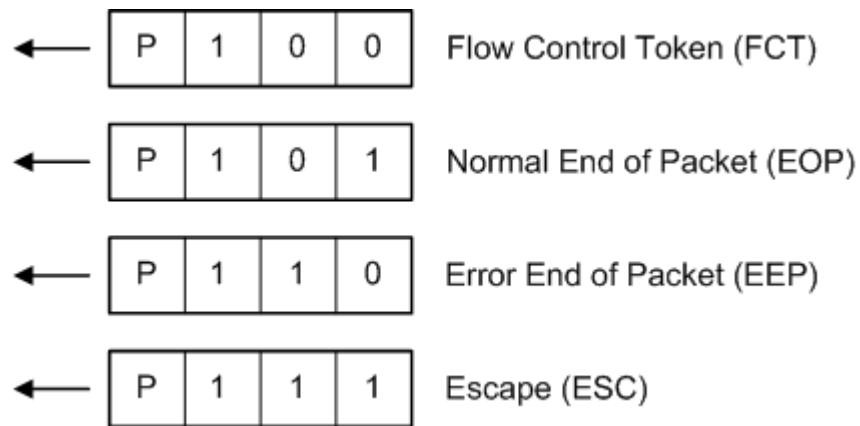 P 1 0 0 Flow Control Token (FCT)
P 1 0 1 Normal End of Packet (EOP)
P 1 1 0 Error End of Packet (EEP)
P 1 1 1 Escape (ESC)